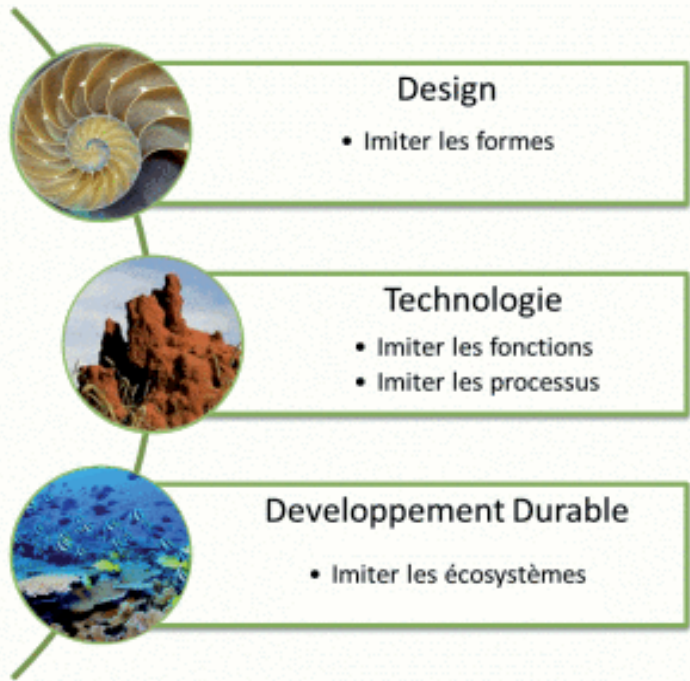 Design
• Imiter les formes
Technologie
• Imiter les fonctions
• Imiter les processus
Developpement Durable
• Imiter les écosystèmes